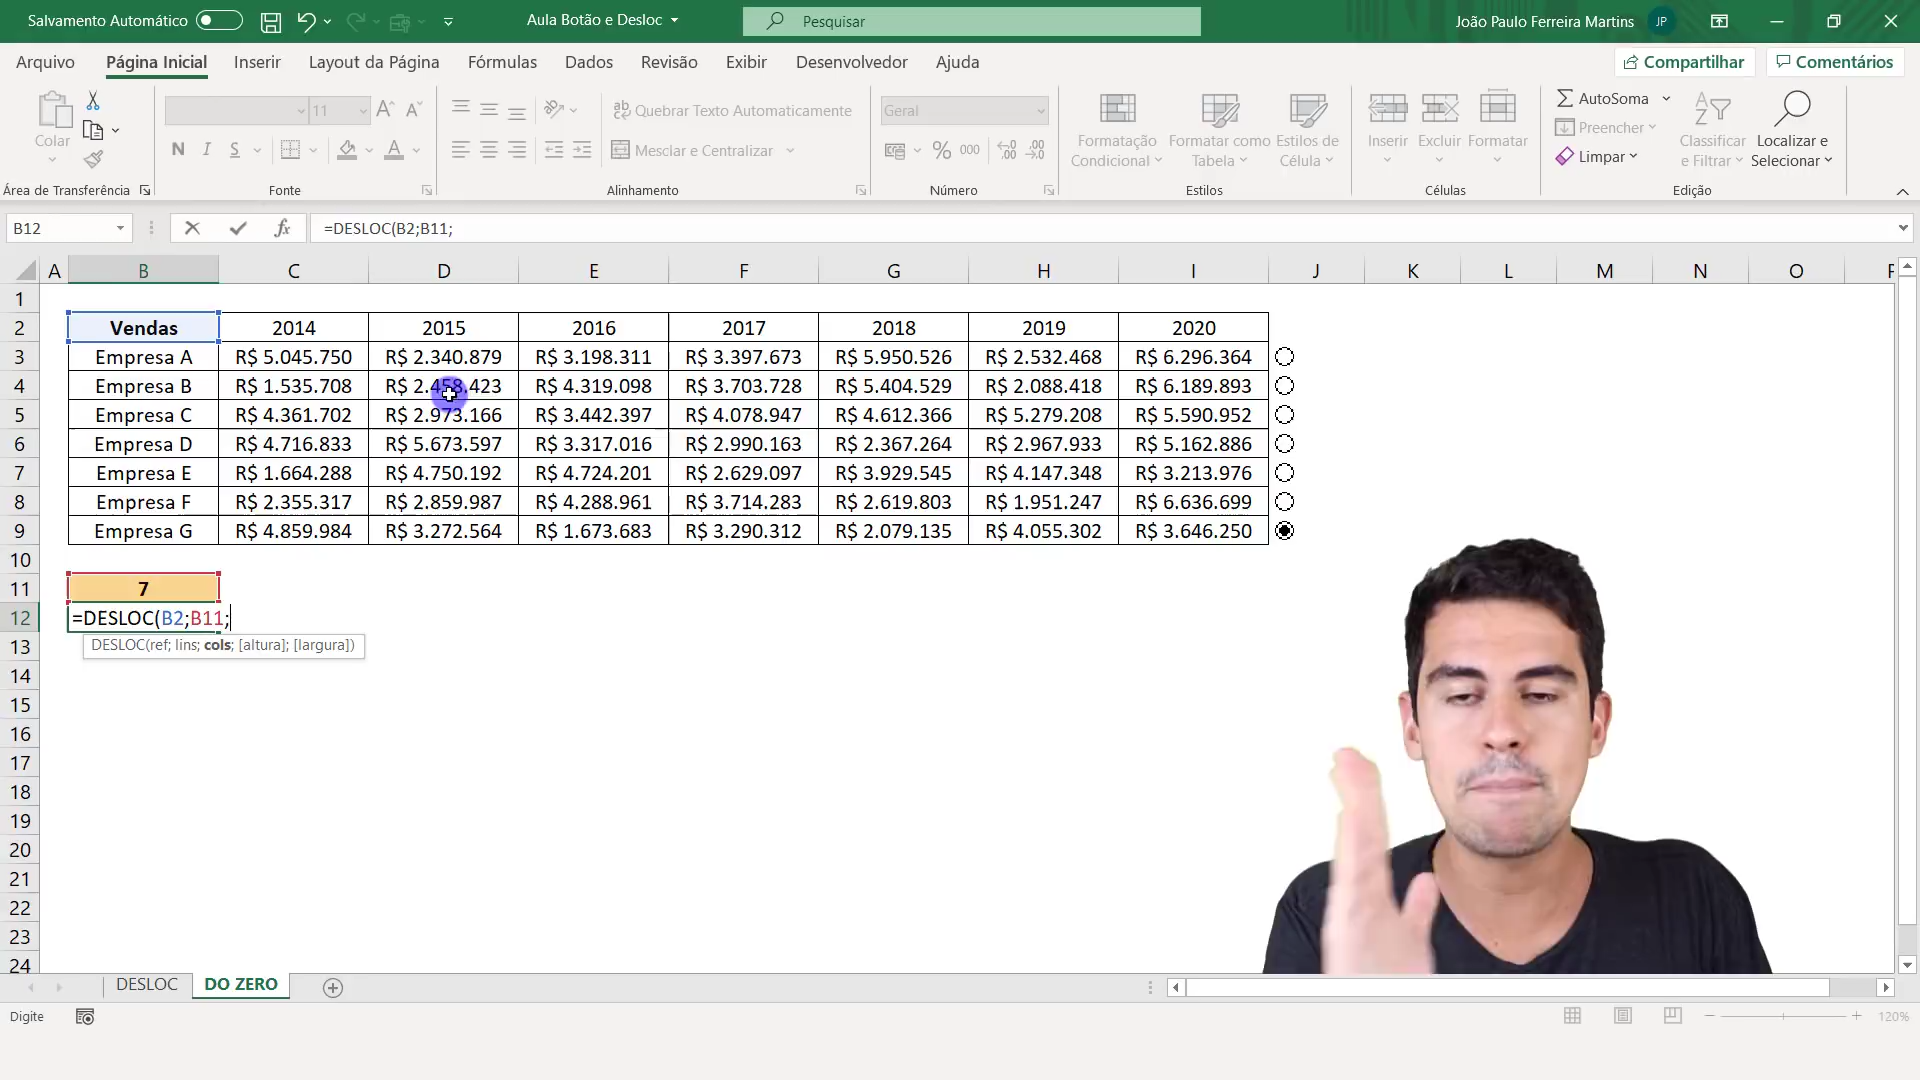 Salvamento Automático
Aula Botão e Desloc
Pesquisar
João Paulo Ferreira Martins JP
Arquivo Página Inicial Inserir Layout da Página Fórmulas Dados Revisão Exibir Desenvolvedor Ajuda Compartilhar Comentários
Colar
11
N I S
Quebrar Texto Automaticamente
Mesclar e Centralizar
Geral
% 000
Formatação Condicional
Formatar como Tabela
Estilos de Célula
Inserir Excluir Formatar
AutoSoma
Preencher
Limpar
Classificar e Filtrar
Localizar e Selecionar
Área de Transferência Fonte Alinhamento Número Estilos Células Edição
B12 fx =DESLOC(B2;B11;
A B C D E F G H I J K L M N O
1
2 Vendas 2014 2015 2016 2017 2018 2019 2020
3 Empresa A R$ 5.045.750 R$ 2.340.879 R$ 3.198.311 R$ 3.397.673 R$ 5.950.526 R$ 2.532.468 R$ 6.296.364
4 Empresa B R$ 1.535.708 R$ 2.458.423 R$ 4.319.098 R$ 3.703.728 R$ 5.404.529 R$ 2.088.418 R$ 6.189.893
5 Empresa C R$ 4.361.702 R$ 2.973.166 R$ 3.442.397 R$ 4.078.947 R$ 4.612.366 R$ 5.279.208 R$ 5.590.952
6 Empresa D R$ 4.716.833 R$ 5.673.597 R$ 3.317.016 R$ 2.990.163 R$ 2.367.264 R$ 2.967.933 R$ 5.162.886
7 Empresa E R$ 1.664.288 R$ 4.750.192 R$ 4.724.201 R$ 2.629.097 R$ 3.929.545 R$ 4.147.348 R$ 3.213.976
8 Empresa F R$ 2.355.317 R$ 2.859.987 R$ 4.288.961 R$ 3.714.283 R$ 2.619.803 R$ 1.951.247 R$ 6.636.699
9 Empresa G R$ 4.859.984 R$ 3.272.564 R$ 1.673.683 R$ 3.290.312 R$ 2.079.135 R$ 4.055.302 R$ 3.646.250
10
11 7
12 =DESLOC(B2;B11;
13 DESLOC(ref; lins; cols; [altura]; [largura])
14
15
16
17
18
19
20
21
22
23
24
DESLOC DO ZERO
Digite
120%